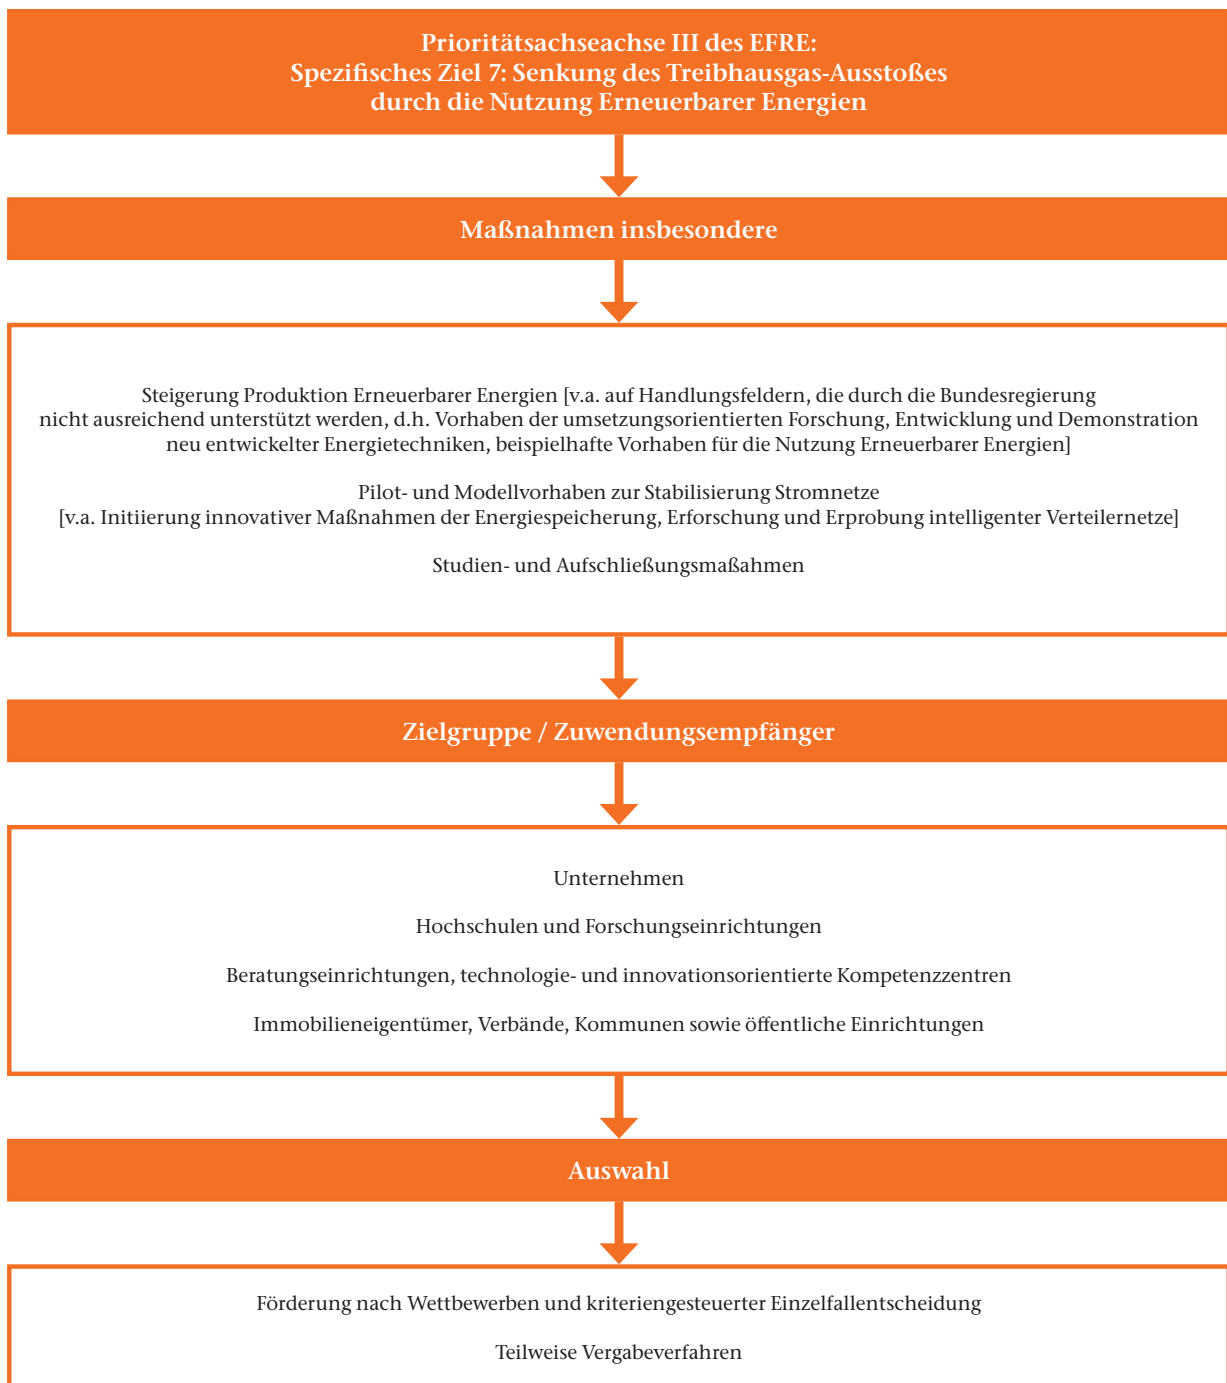 Prioritätsachseachse III des EFRE:
Spezifisches Ziel 7: Senkung des Treibhausgas-Ausstoßes
durch die Nutzung Erneuerbarer Energien
Maßnahmen insbesondere
Steigerung Produktion Erneuerbarer Energien [v.a. auf Handlungsfeldern, die durch die Bundesregierung
nicht ausreichend unterstützt werden, d.h. Vorhaben der umsetzungsorientierten Forschung, Entwicklung und Demonstration
neu entwickelter Energietechniken, beispielhafte Vorhaben für die Nutzung Erneuerbarer Energien]
Pilot- und Modellvorhaben zur Stabilisierung Stromnetze
[v.a. Initiierung innovativer Maßnahmen der Energiespeicherung, Erforschung und Erprobung intelligenter Verteilernetze]
Studien- und Aufschließungsmaßahmen
Zielgruppe / Zuwendungsempfänger
Unternehmen
Hochschulen und Forschungseinrichtungen
Beratungseinrichtungen, technologie- und innovationsorientierte Kompetenzzentren
Immobilieneigentümer, Verbände, Kommunen sowie öffentliche Einrichtungen
Auswahl
Förderung nach Wettbewerben und kriteriengesteuerter Einzelfallentscheidung
Teilweise Vergabeverfahren